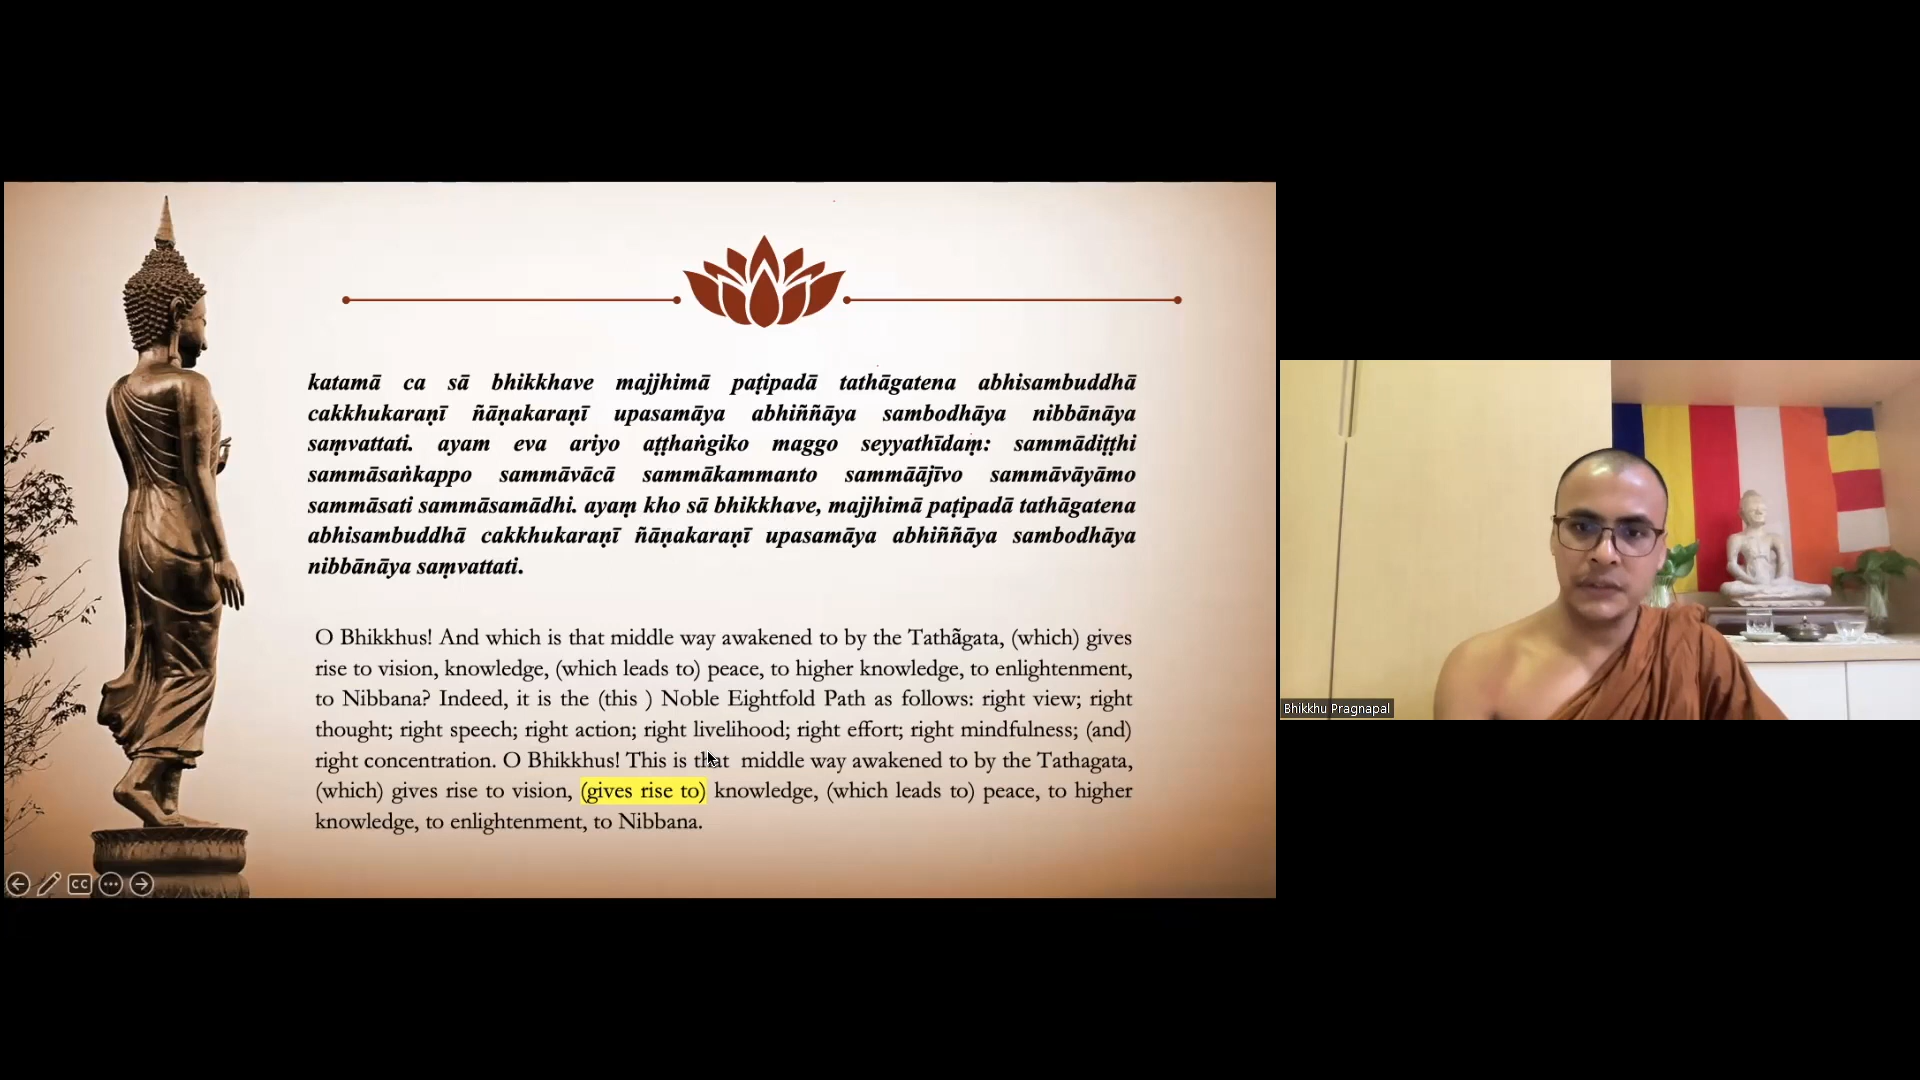 katamā ca sā bhikkhave majjhimā paṭipadā tathāgatena abhisambuddhā
cakkhukaraṇī ñāṇakaraṇī upasamāya abhiññāya sambodhāya nibbānāya
saṃvattati. ayam eva ariyo aṭṭhaṅgiko maggo seyyathīdaṃ: sammādiṭṭhi
sammāsaṅkappo sammāvācā sammākammanto sammāājīvo sammāvāyāmo
sammāsati sammāsamādhi. ayaṃ kho sā bhikkhave, majjhimā paṭipadā tathāgatena
abhisambuddhā cakkhukaraṇī ñāṇakaraṇī upasamāya abhiññāya sambodhāya
nibbānāya saṃvattati.
O Bhikkhus! And which is that middle way awakened to by the Tathãgata, (which) gives
rise to vision, knowledge, (which leads to) peace, to higher knowledge, to enlightenment,
to Nibbana? Indeed, it is the (this ) Noble Eightfold Path as follows: right view; right
thought; right speech; right action; right livelihood; right effort; right mindfulness; (and)
right concentration. O Bhikkhus! This is that middle way awakened to by the Tathagata,
(which) gives rise to vision, (gives rise to) knowledge, (which leads to) peace, to higher
knowledge, to enlightenment, to Nibbana.
CC
Bhikkhu Pragnapal